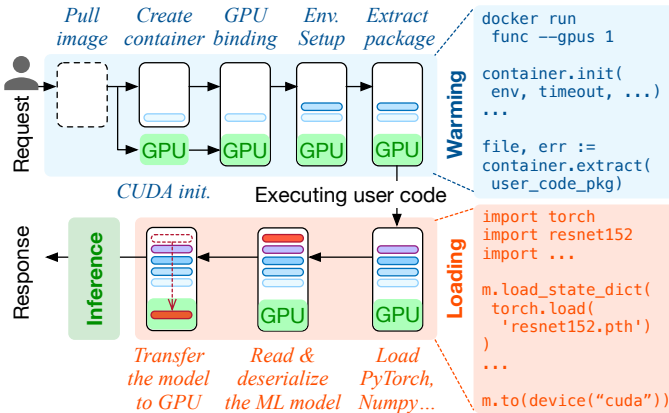 Pull
image
Create
container
GPU
binding
Env.
Setup
Extract
package
Request
GPU
GPU
GPU
GPU
CUDA init.
Warming
docker run
func --gpus 1
container.init(
env, timeout, ...)
...
file, err :=
container.extract(
user_code_pkg)
Executing user code
Response
Inference
GPU
GPU
GPU
Transfer
the model
to GPU
Read &
deserialize
the ML model
Load
PyTorch,
Numpy…
Loading
import torch
import resnet152
import ...
m.load_state_dict(
torch.load(
'resnet152.pth')
)
...
m.to(device(“cuda”))